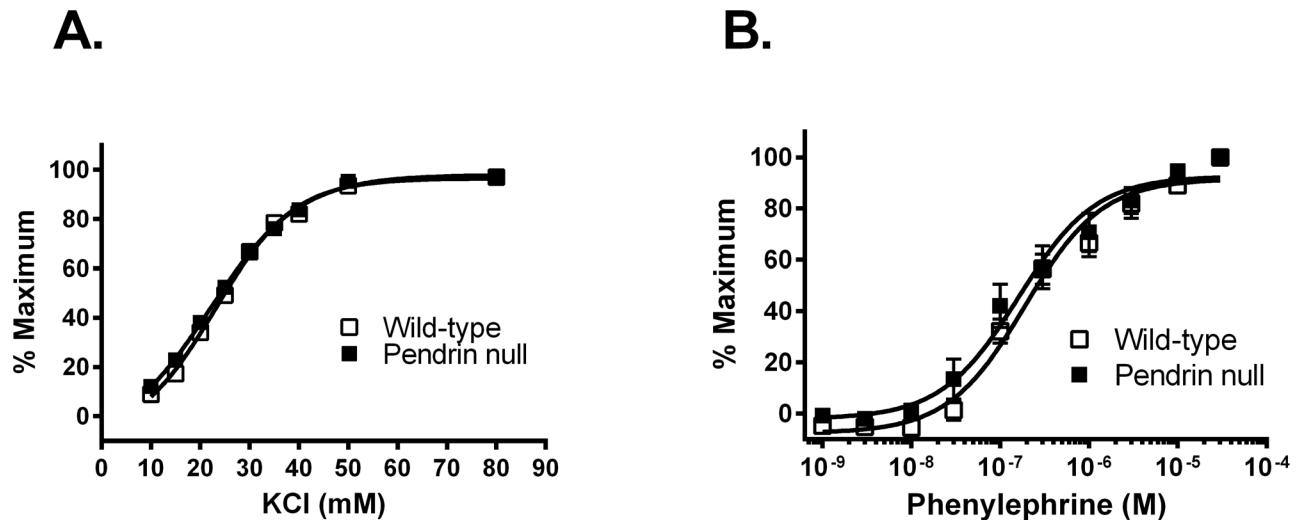 A.
% Maximum
100
80
60
40
20
0
0 10 20 30 40 50 60 70 80 90
KCl (mM)
Wild-type
Pendrin null
B.
% Maximum
100
80
60
40
20
0
10⁻⁹ 10⁻⁸ 10⁻⁷ 10⁻⁶ 10⁻⁵ 10⁻⁴
Phenylephrine (M)
Wild-type
Pendrin null